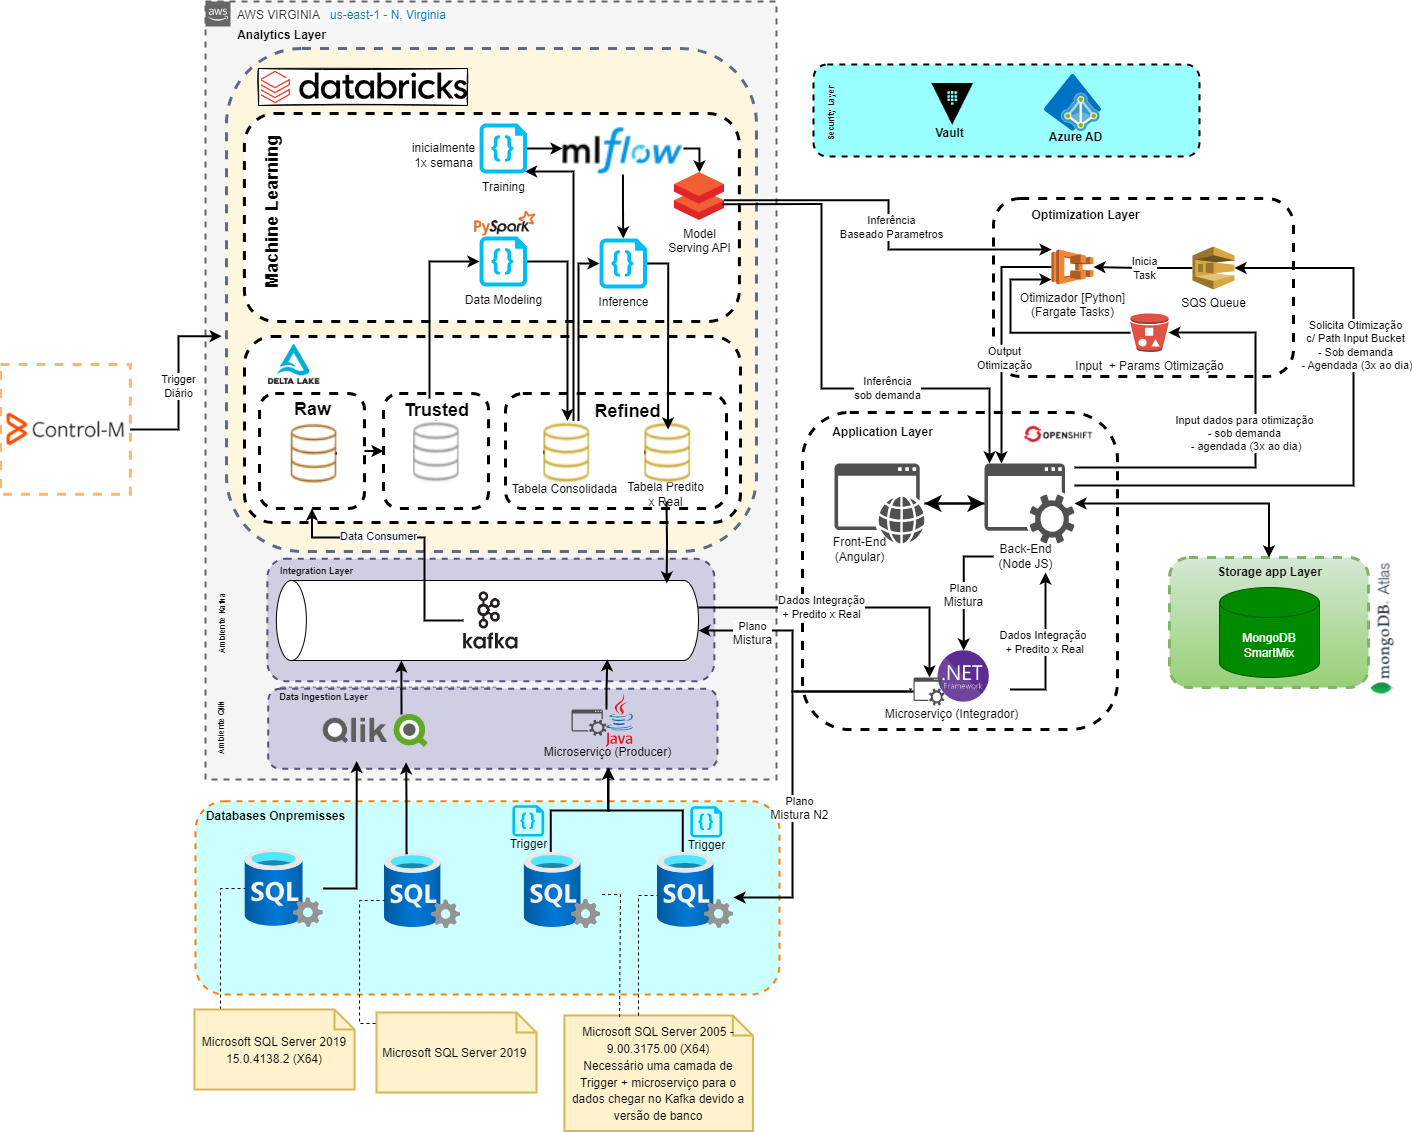 aws
AWS VIRGINIA us-east-1 - N, Virginia
Analytics Layer
databricks
Machine Learning
inicialmente
1x semana
Training
mlflow
PySpark
Data Modeling
Inference
Model
Serving API
DELTA LAKE
Raw
Trusted
Refined
Tabela Consolidada
Tabela Predito
x Real
Control-M
Trigger
Diário
Data Consumer
Security Layer
Vault
Azure AD
Optimization Layer
Inferência
Baseado Parametros
Otimizador [Python]
(Fargate Tasks)
Inicia
Task
SQS Queue
Input + Params Otimização
Output
Otimização
Solicita Otimização
c/ Path Input Bucket
- Sob demanda
- Agendada (3x ao dia)
Inferência
sob demanda
Input dados para otimização
- sob demanda
- agendada (3x ao dia)
Application Layer
OPENSHIFT
Front-End
(Angular)
Back-End
(Node JS)
Plano
Mistura
Dados Integração
+ Predito x Real
.NET
Framework
Microserviço (Integrador)
Storage app Layer
MongoDB
SmartMix
mongoDB. Atlas
Ambiente Kafka
Integration Layer
kafka
Dados Integração
+ Predito x Real
Plano
Mistura
Ambiente Qlik
Data Ingestion Layer
Qlik
Java
Microserviço (Producer)
Plano
Mistura N2
Databases Onpremisses
Trigger
Trigger
SQL
SQL
SQL
SQL
Microsoft SQL Server 2019
15.0.4138.2 (X64)
Microsoft SQL Server 2019
Microsoft SQL Server 2005 -
9.00.3175.00 (X64)
Necessário uma camada de
Trigger + microserviço para o
dados chegar no Kafka devido a
versão de banco